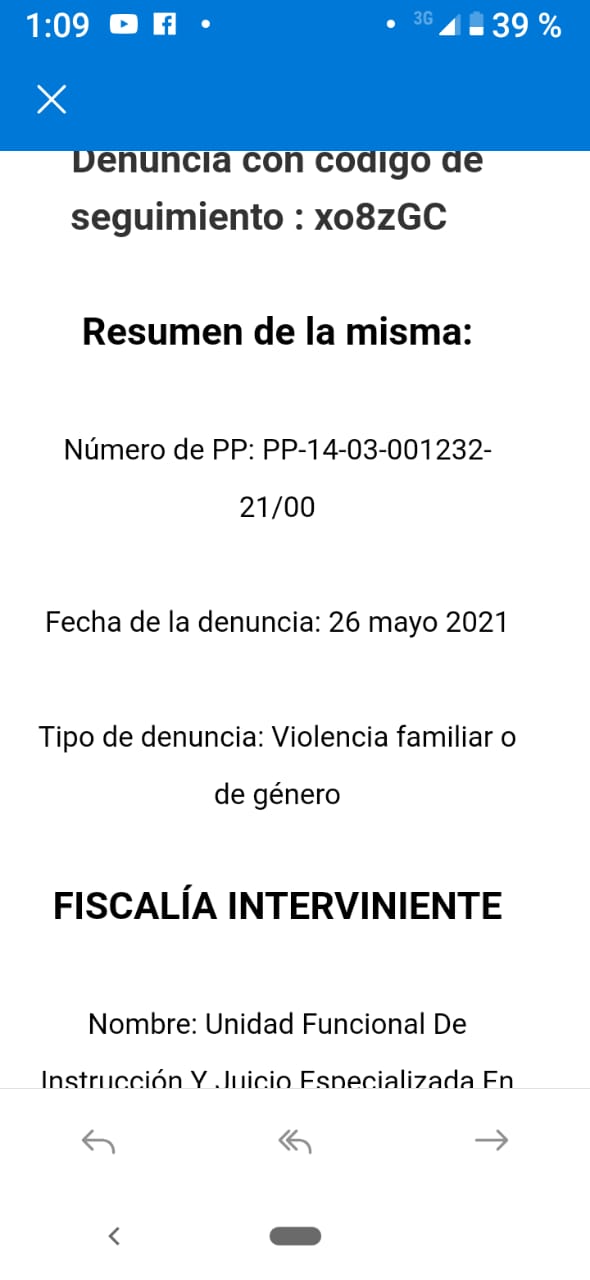 1:09
3G
39 %
Denuncia con código de
seguimiento : xo8zGC
Resumen de la misma:
Número de PP: PP-14-03-001232-
21/00
Fecha de la denuncia: 26 mayo 2021
Tipo de denuncia: Violencia familiar o
de género
FISCALÍA INTERVINIENTE
Nombre: Unidad Funcional De
Instrucción Y Juicio Especializada En